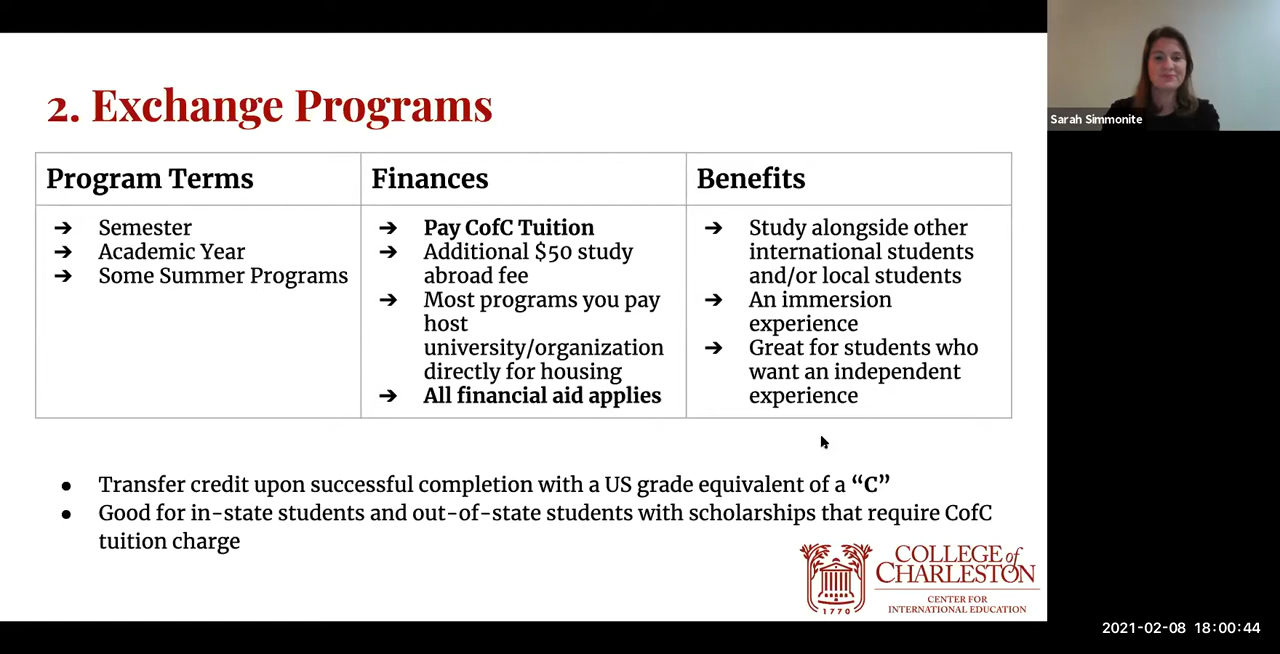 2. Exchange Programs
Program Terms
➔ Semester
➔ Academic Year
➔ Some Summer Programs
Finances
➔ Pay CofC Tuition
➔ Additional $50 study
abroad fee
➔ Most programs you pay
host
university/organization
directly for housing
➔ All financial aid applies
Benefits
➔ Study alongside other
international students
and/or local students
➔ An immersion
experience
➔ Great for students who
want an independent
experience
● Transfer credit upon successful completion with a US grade equivalent of a “C”
● Good for in-state students and out-of-state students with scholarships that require CofC
tuition charge
1770
COLLEGE of
CHARLESTON
CENTER FOR
INTERNATIONAL EDUCATION
Sarah Simmonite
2021-02-08 18:00:44